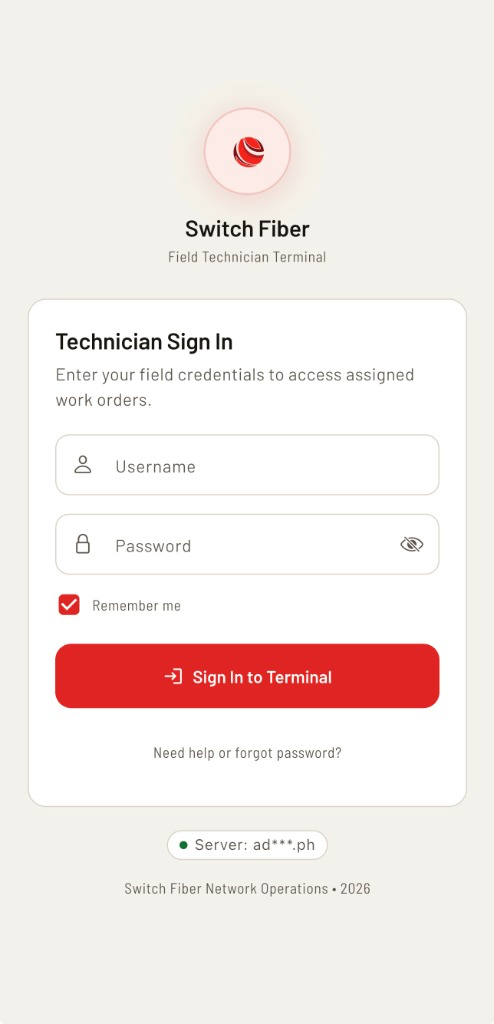 Switch Fiber
Field Technician Terminal
Technician Sign In
Enter your field credentials to access assigned
work orders.
Username
Password
Remember me
Sign In to Terminal
Need help or forgot password?
Server: ad***.ph
Switch Fiber Network Operations • 2026